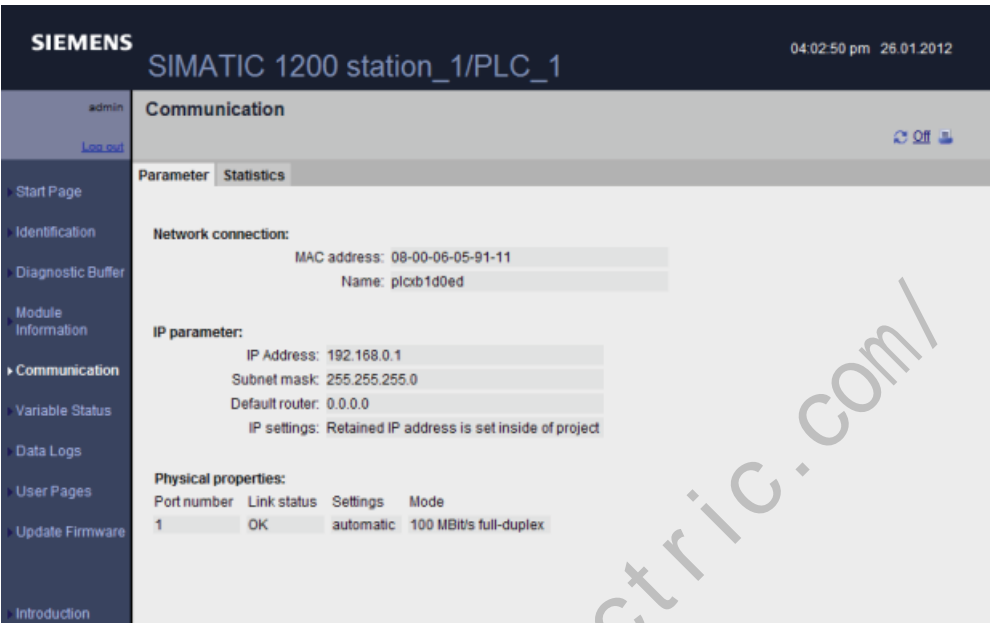 SIEMENS
SIMATIC 1200 station_1/PLC_1
04:02:50 pm 26.01.2012
admin
Log out
Communication
Off
Parameter Statistics
Start Page
Identification
Diagnostic Buffer
Module
Information
Communication
Variable Status
Data Logs
User Pages
Update Firmware
Introduction
Network connection:
MAC address: 08-00-06-05-91-11
Name: plcxb1d0ed
IP parameter:
IP Address: 192.168.0.1
Subnet mask: 255.255.255.0
Default router: 0.0.0.0
IP settings: Retained IP address is set inside of project
Physical properties:
Port number Link status Settings Mode
1 OK automatic 100 MBit/s full-duplex
ctric.com/